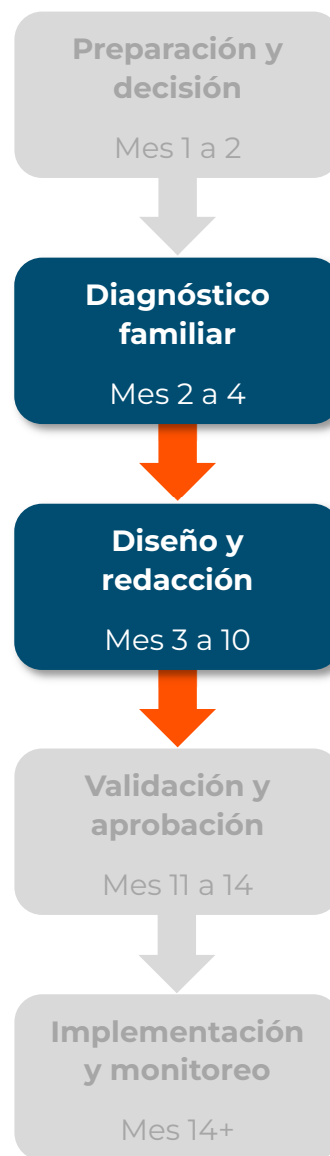 Preparación y
decisión
Mes 1 a 2
Diagnóstico
familiar
Mes 2 a 4
Diseño y
redacción
Mes 3 a 10
Validación y
aprobación
Mes 11 a 14
Implementación
y monitoreo
Mes 14+